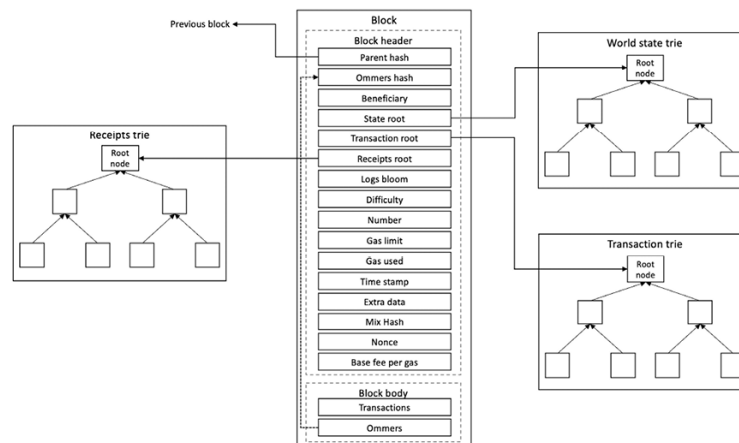 Previous block
Block
Block header
Parent hash
Ommers hash
Beneficiary
State root
Transaction root
Receipts root
Logs bloom
Difficulty
Number
Gas limit
Gas used
Time stamp
Extra data
Mix Hash
Nonce
Base fee per gas
Block body
Transactions
Ommers
Receipts trie
Root
node
World state trie
Root
node
Transaction trie
Root
node